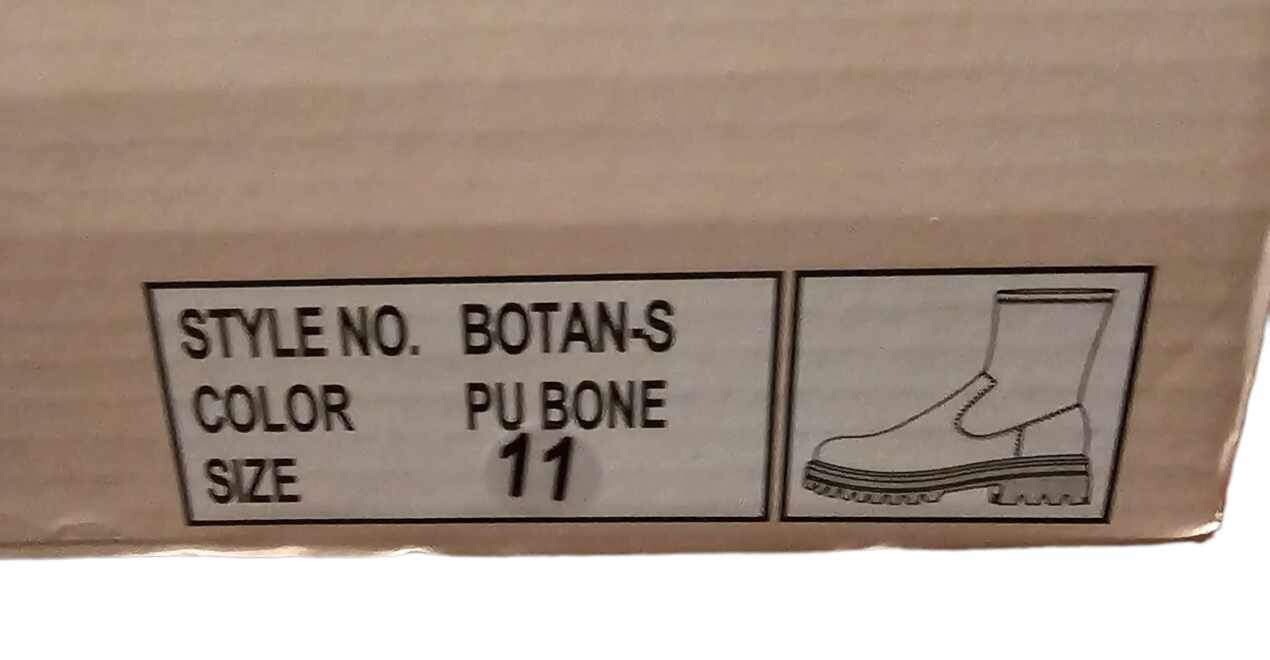 STYLE NO. BOTAN-S
COLOR PU BONE
SIZE 11